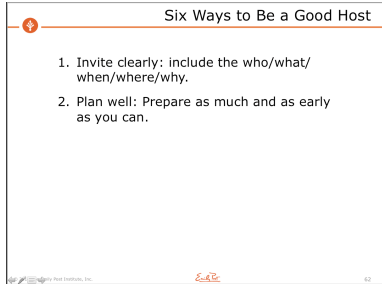 Six Ways to Be a Good Host
1. Invite clearly: include the who/what/
when/where/why.
2. Plan well: Prepare as much and as early
as you can.
Post Institute, Inc.
62